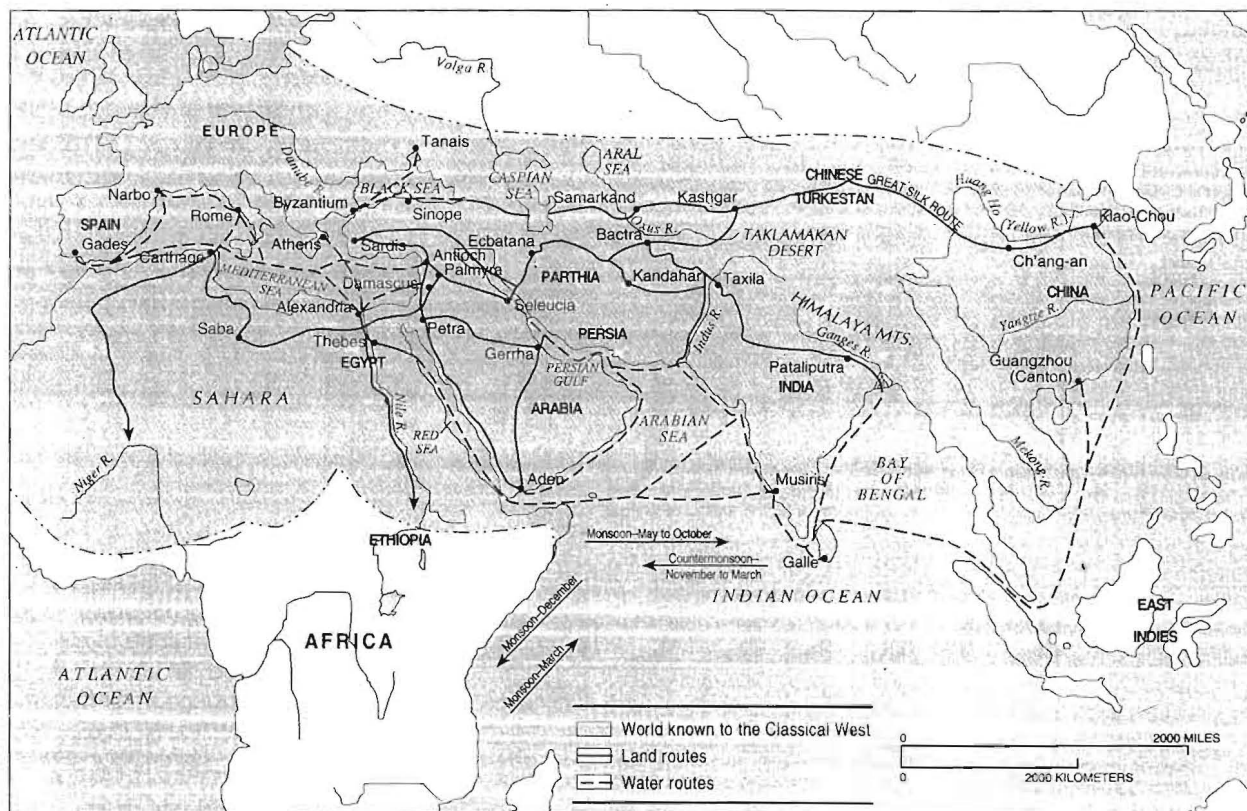 ATLANTIC
OCEAN
Volga R.
EUROPE
Danube R.
Tanais
BLACK SEA
CASPIAN
SEA
ARAL
SEA
Narbo
Rome
Byzantium
Sinope
Samarkand
Kashgar
CHINESE
TURKESTAN
GREAT SILK ROUTE
Huang Ho
(Yellow R.)
Kiao-Chou
SPAIN
Gades
Athens
Sardis
Ecbatana
Bactra
Oxus R.
TAKLAMAKAN
DESERT
Ch'ang-an
Carthage
Antioch
Palmyra
MEDITERRANEAN
SEA
Damascus
PARTHIA
Kandahar
Taxila
CHINA
PACIFIC
OCEAN
Alexandria
Seleucia
HIMALAYA MTS.
Yangtze R.
Saba
Petra
PERSIA
Indus R.
Ganges R.
Thebes
EGYPT
Gerrha
PERSIAN
GULF
Pataliputra
INDIA
Guangzhou
(Canton)
SAHARA
Nile R.
RED
SEA
ARABIA
ARABIAN
SEA
Mekong R.
Niger R.
Aden
Musiris
BAY
OF
BENGAL
ETHIOPIA
Monsoon–May to October
Countermonsoon–
November to March
Galle
INDIAN OCEAN
EAST
INDIES
AFRICA
Monsoon–December
Monsoon–March
ATLANTIC
OCEAN
World known to the Classical West
Land routes
Water routes
0 2000 MILES
0 2000 KILOMETERS